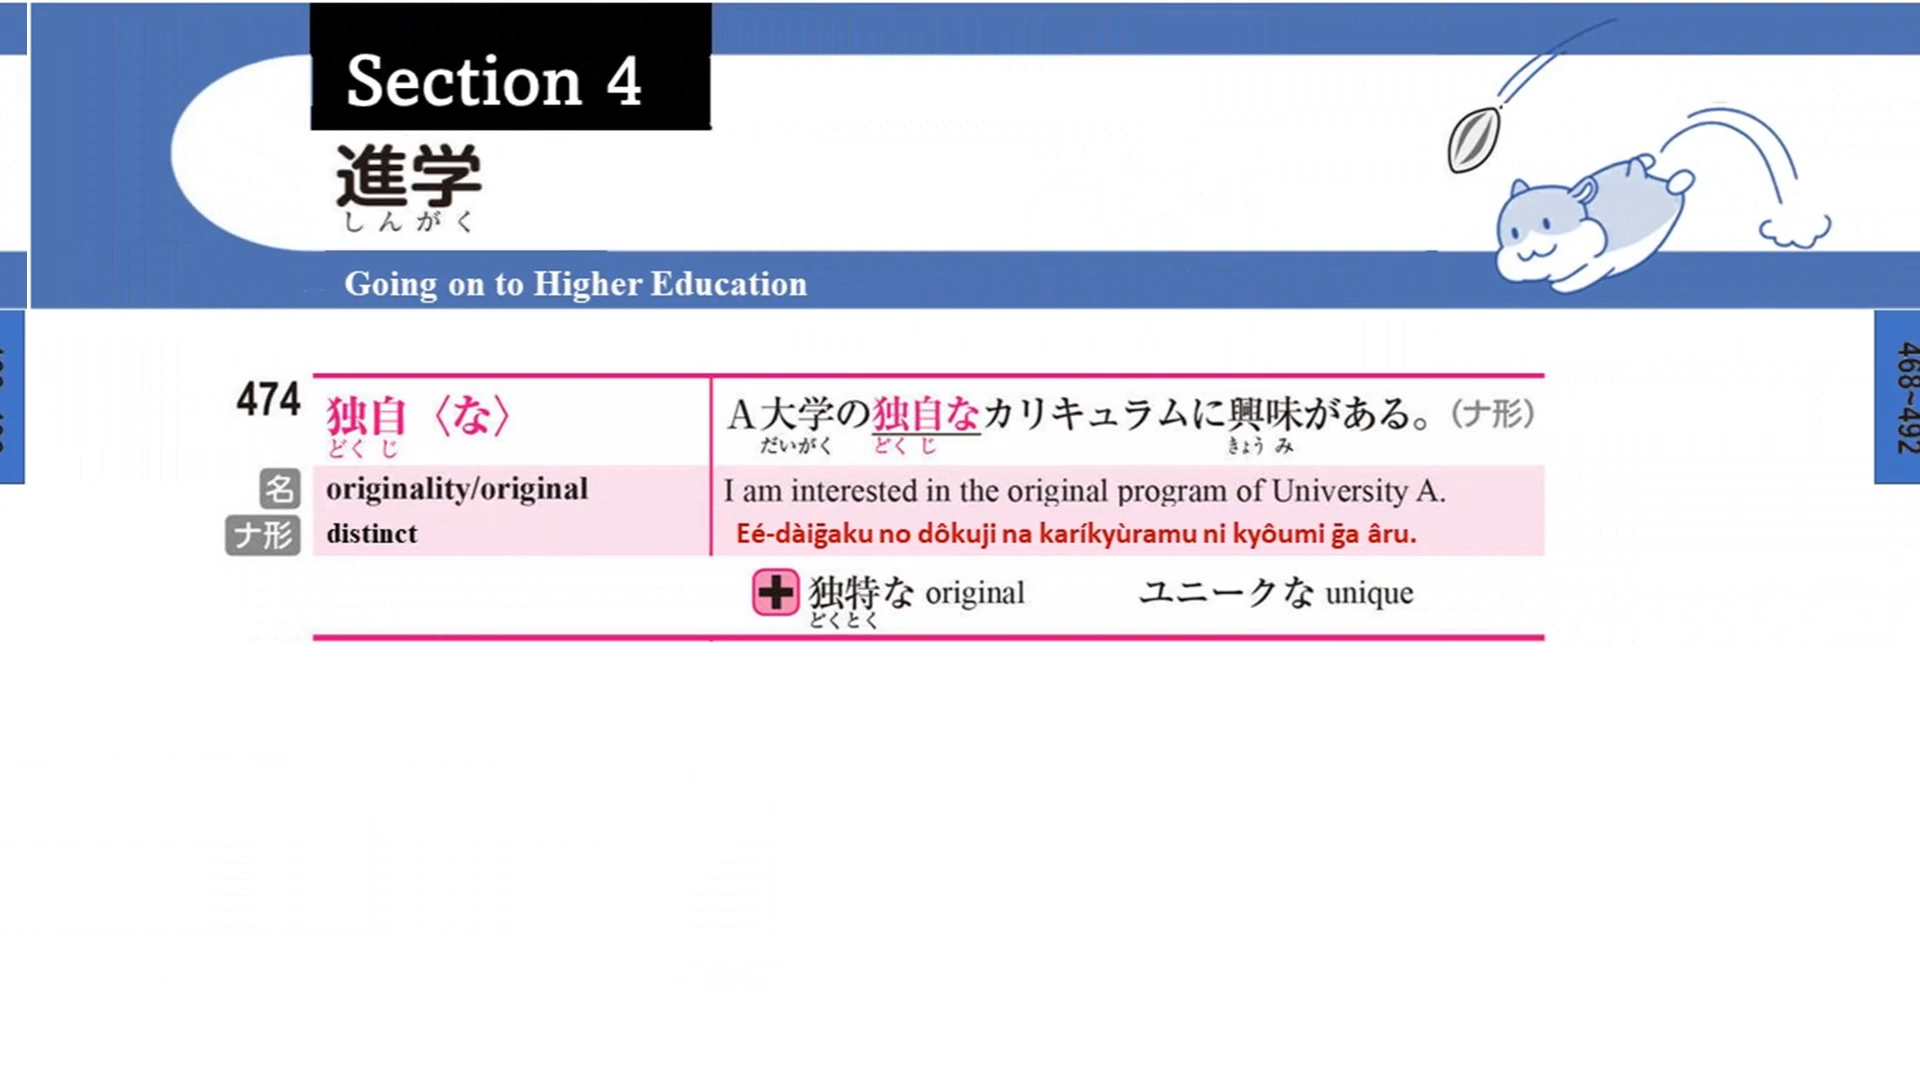 Section 4
進学
しんがく
Going on to Higher Education
474
独自〈な〉
どくじ
A大学の独自なカリキュラムに興味がある。(ナ形)
だいがく どくじ きょうみ
名
originality/original
I am interested in the original program of University A.
ナ形
distinct
Eé-dàiḡaku no dôkuji na karíkyùramu ni kyôumi ḡa âru.
+ 独特な original ユニークな unique
どくとく
468~492